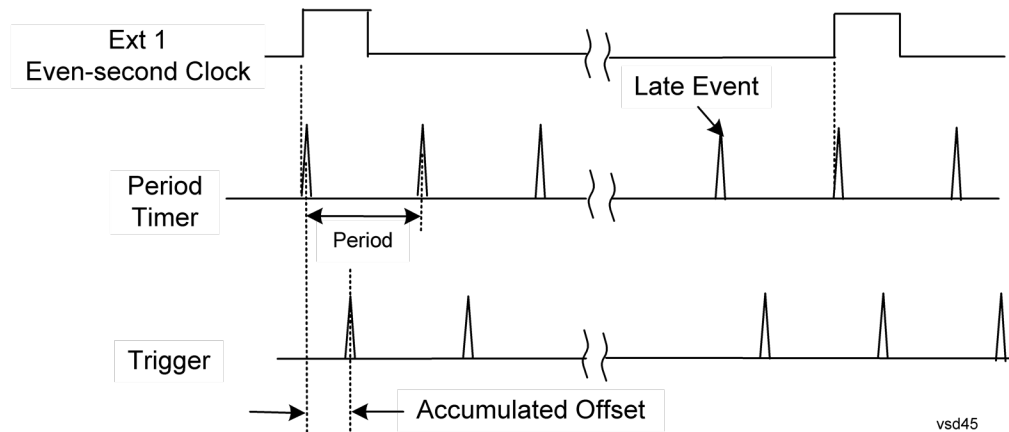 Ext 1
Even-second Clock
Late Event
Period
Timer
Period
Trigger
Accumulated Offset
vsd45